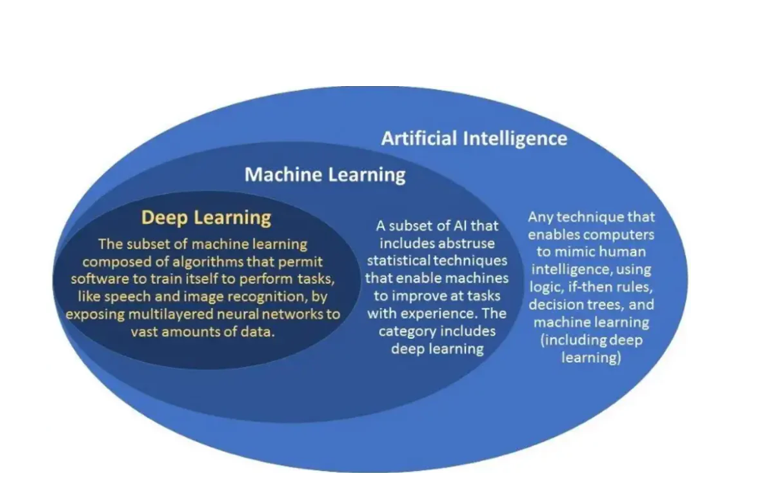 Artificial Intelligence
Machine Learning
Deep Learning
The subset of machine learning
composed of algorithms that permit
software to train itself to perform tasks,
like speech and image recognition, by
exposing multilayered neural networks to
vast amounts of data.
A subset of AI that
includes abstruse
statistical techniques
that enable machines
to improve at tasks
with experience. The
category includes
deep learning
Any technique that
enables computers
to mimic human
intelligence, using
logic, if-then rules,
decision trees, and
machine learning
(including deep
learning)